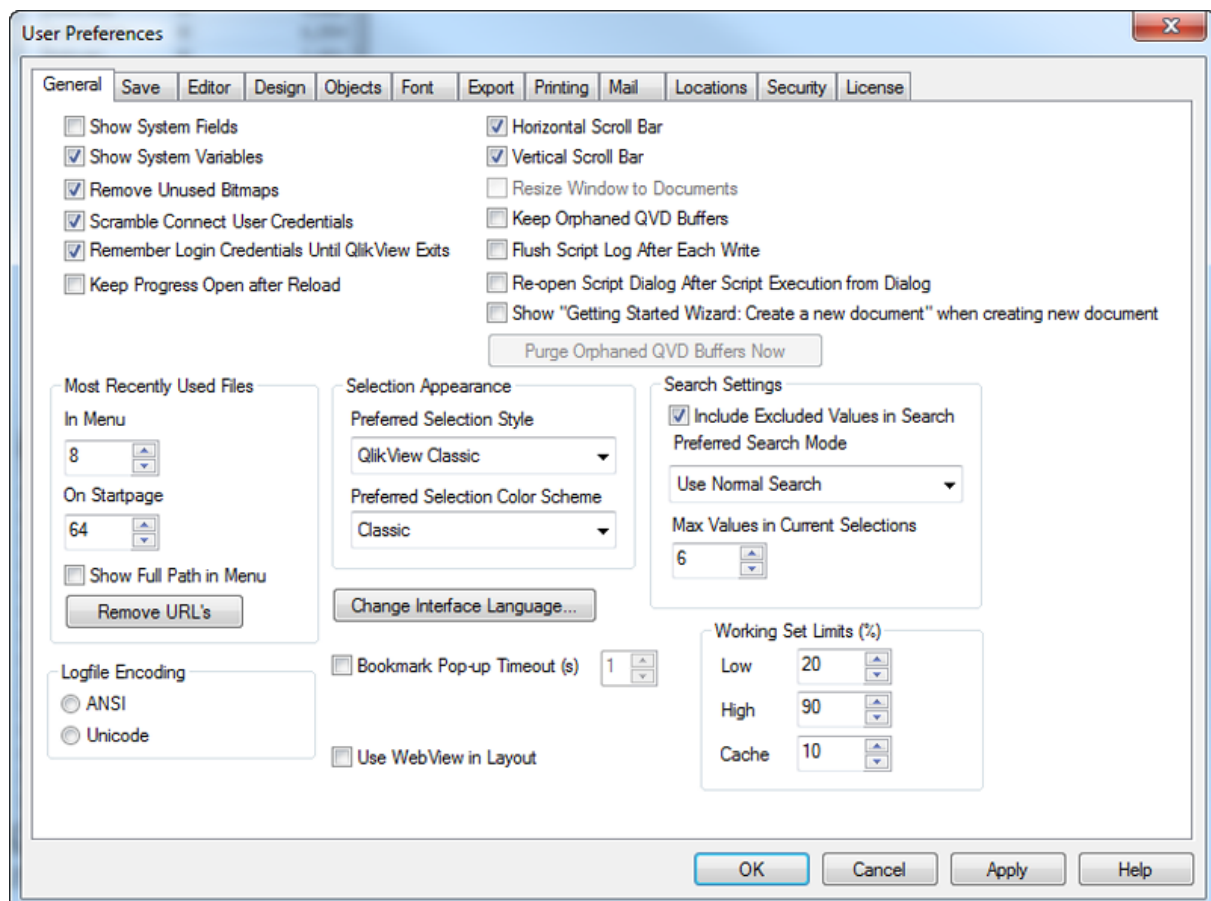 User Preferences
General Save Editor Design Objects Font Export Printing Mail Locations Security License
Show System Fields
Show System Variables
Remove Unused Bitmaps
Scramble Connect User Credentials
Remember Login Credentials Until QlikView Exits
Keep Progress Open after Reload
Horizontal Scroll Bar
Vertical Scroll Bar
Resize Window to Documents
Keep Orphaned QVD Buffers
Flush Script Log After Each Write
Re-open Script Dialog After Script Execution from Dialog
Show "Getting Started Wizard: Create a new document" when creating new document
Purge Orphaned QVD Buffers Now
Most Recently Used Files
In Menu
8
On Startpage
64
Show Full Path in Menu
Remove URL's
Logfile Encoding
ANSI
Unicode
Selection Appearance
Preferred Selection Style
QlikView Classic
Preferred Selection Color Scheme
Classic
Change Interface Language...
Bookmark Pop-up Timeout (s) 1
Use WebView in Layout
Search Settings
Include Excluded Values in Search
Preferred Search Mode
Use Normal Search
Max Values in Current Selections
6
Working Set Limits (%)
Low 20
High 90
Cache 10
OK Cancel Apply Help